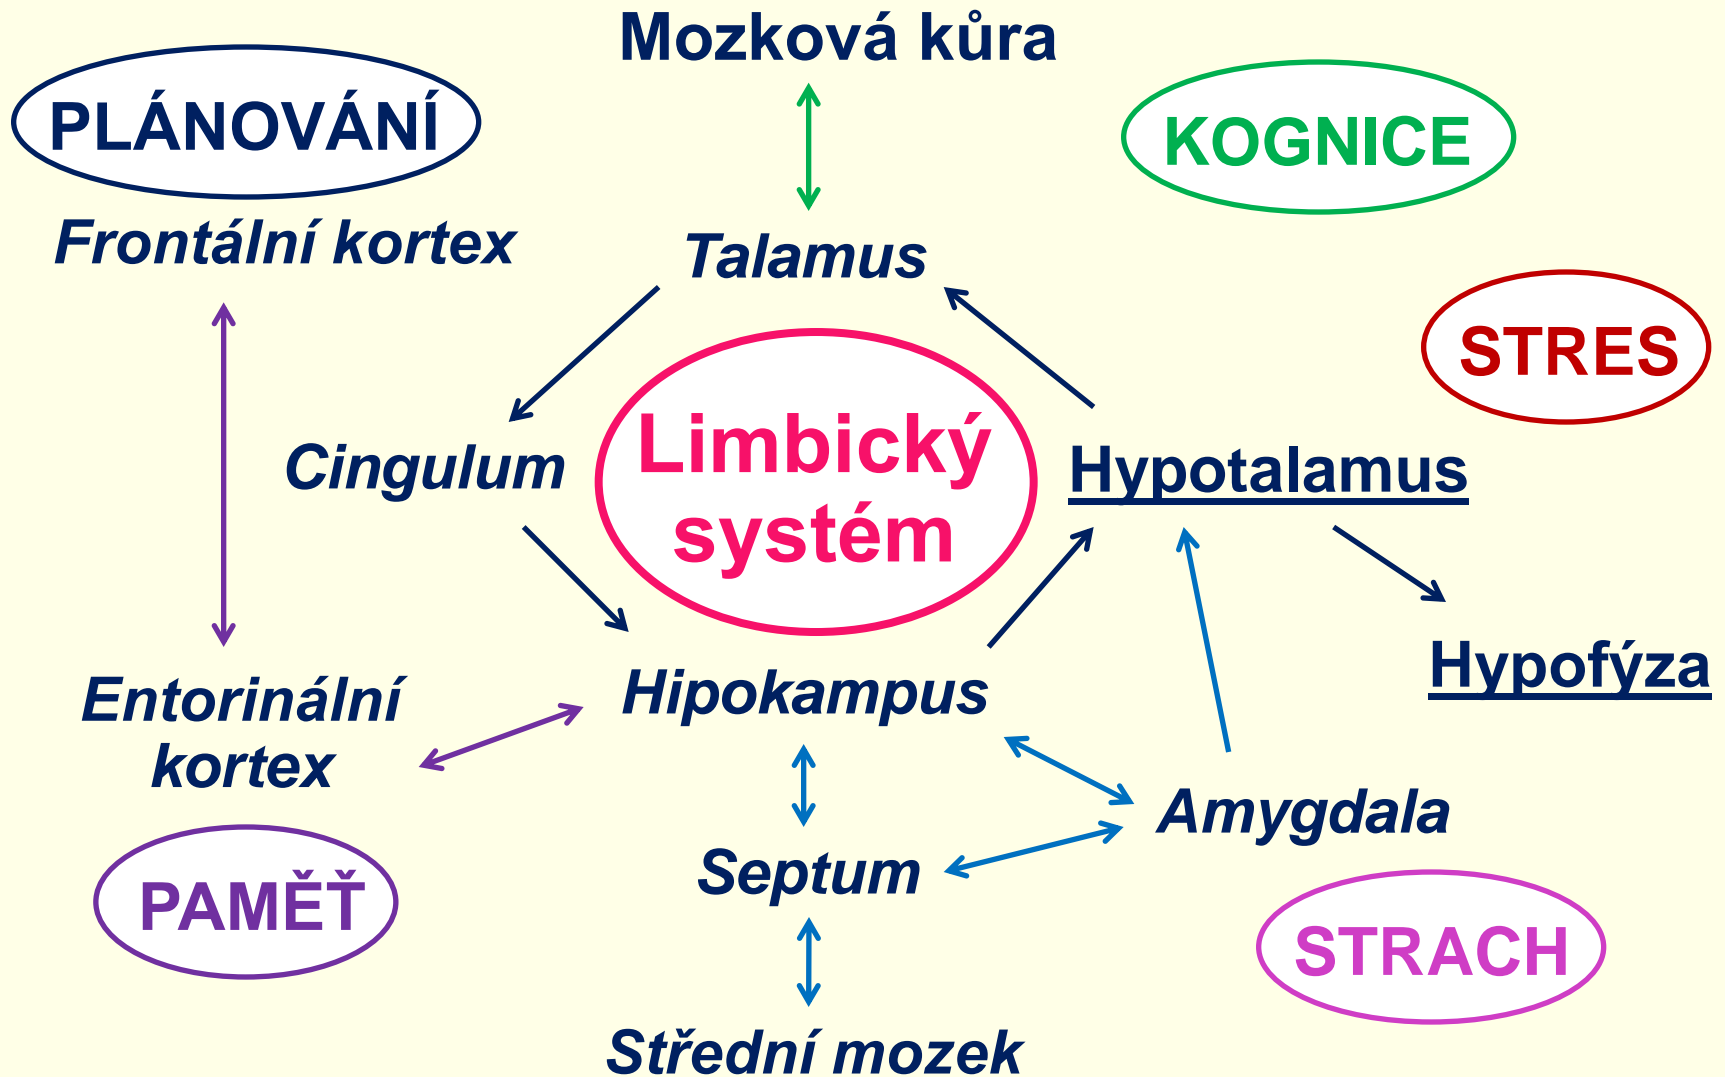 Mozková kůra
PLÁNOVÁNÍ
KOGNICE
Frontální kortex
Talamus
STRES
Limbický
systém
Cingulum
Hypotalamus
Hypofýza
Entorinální
kortex
Hipokampus
Amygdala
Septum
PAMĚŤ
STRACH
Střední mozek